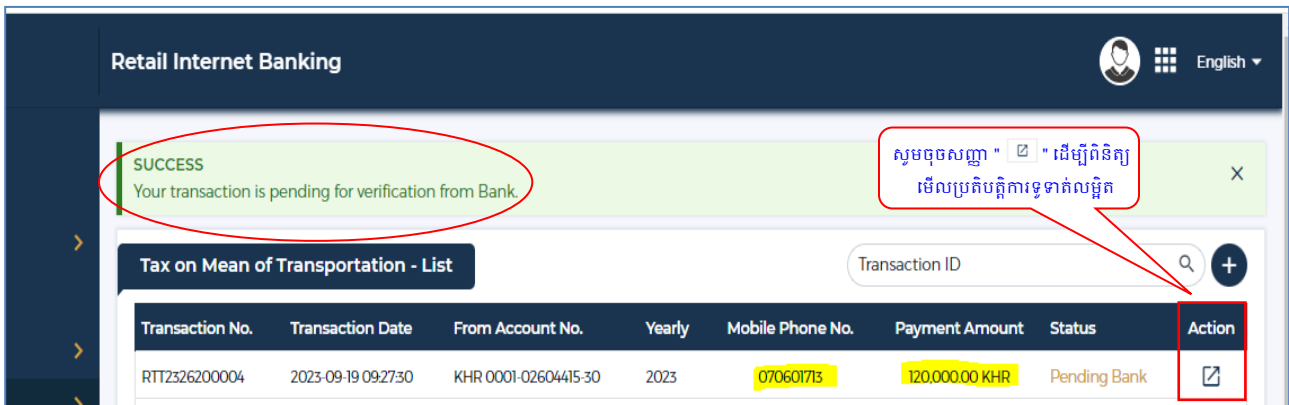 Retail Internet Banking
English
SUCCESS
Your transaction is pending for verification from Bank.
សូមចុចសញ្ញា " " ដើម្បីពិនិត្យ
មើលប្រតិបត្តិការទូទាត់លម្អិត
Tax on Mean of Transportation - List
Transaction ID
Transaction No. Transaction Date From Account No. Yearly Mobile Phone No. Payment Amount Status Action
RTT2326200004 2023-09-19 09:27:30 KHR 0001-02604415-30 2023 070601713 120,000.00 KHR Pending Bank